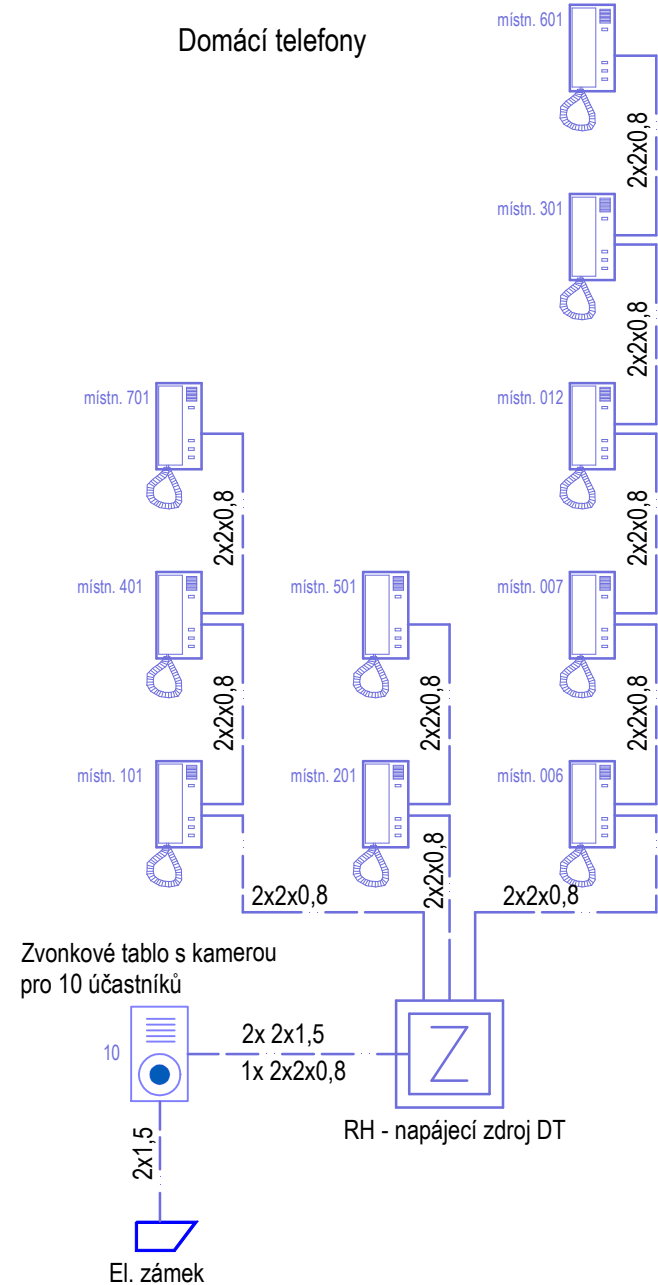 Domácí telefony
místn. 601
2x2x0,8
místn. 301
2x2x0,8
místn. 701
místn. 012
2x2x0,8
2x2x0,8
místn. 401
místn. 501
místn. 007
2x2x0,8
2x2x0,8
2x2x0,8
místn. 101
místn. 201
místn. 006
2x2x0,8
2x2x0,8
2x2x0,8
Zvonkové tablo s kamerou
pro 10 účastníků
10
2x 2x1,5
1x 2x2x0,8
Z
RH - napájecí zdroj DT
2x1,5
El. zámek